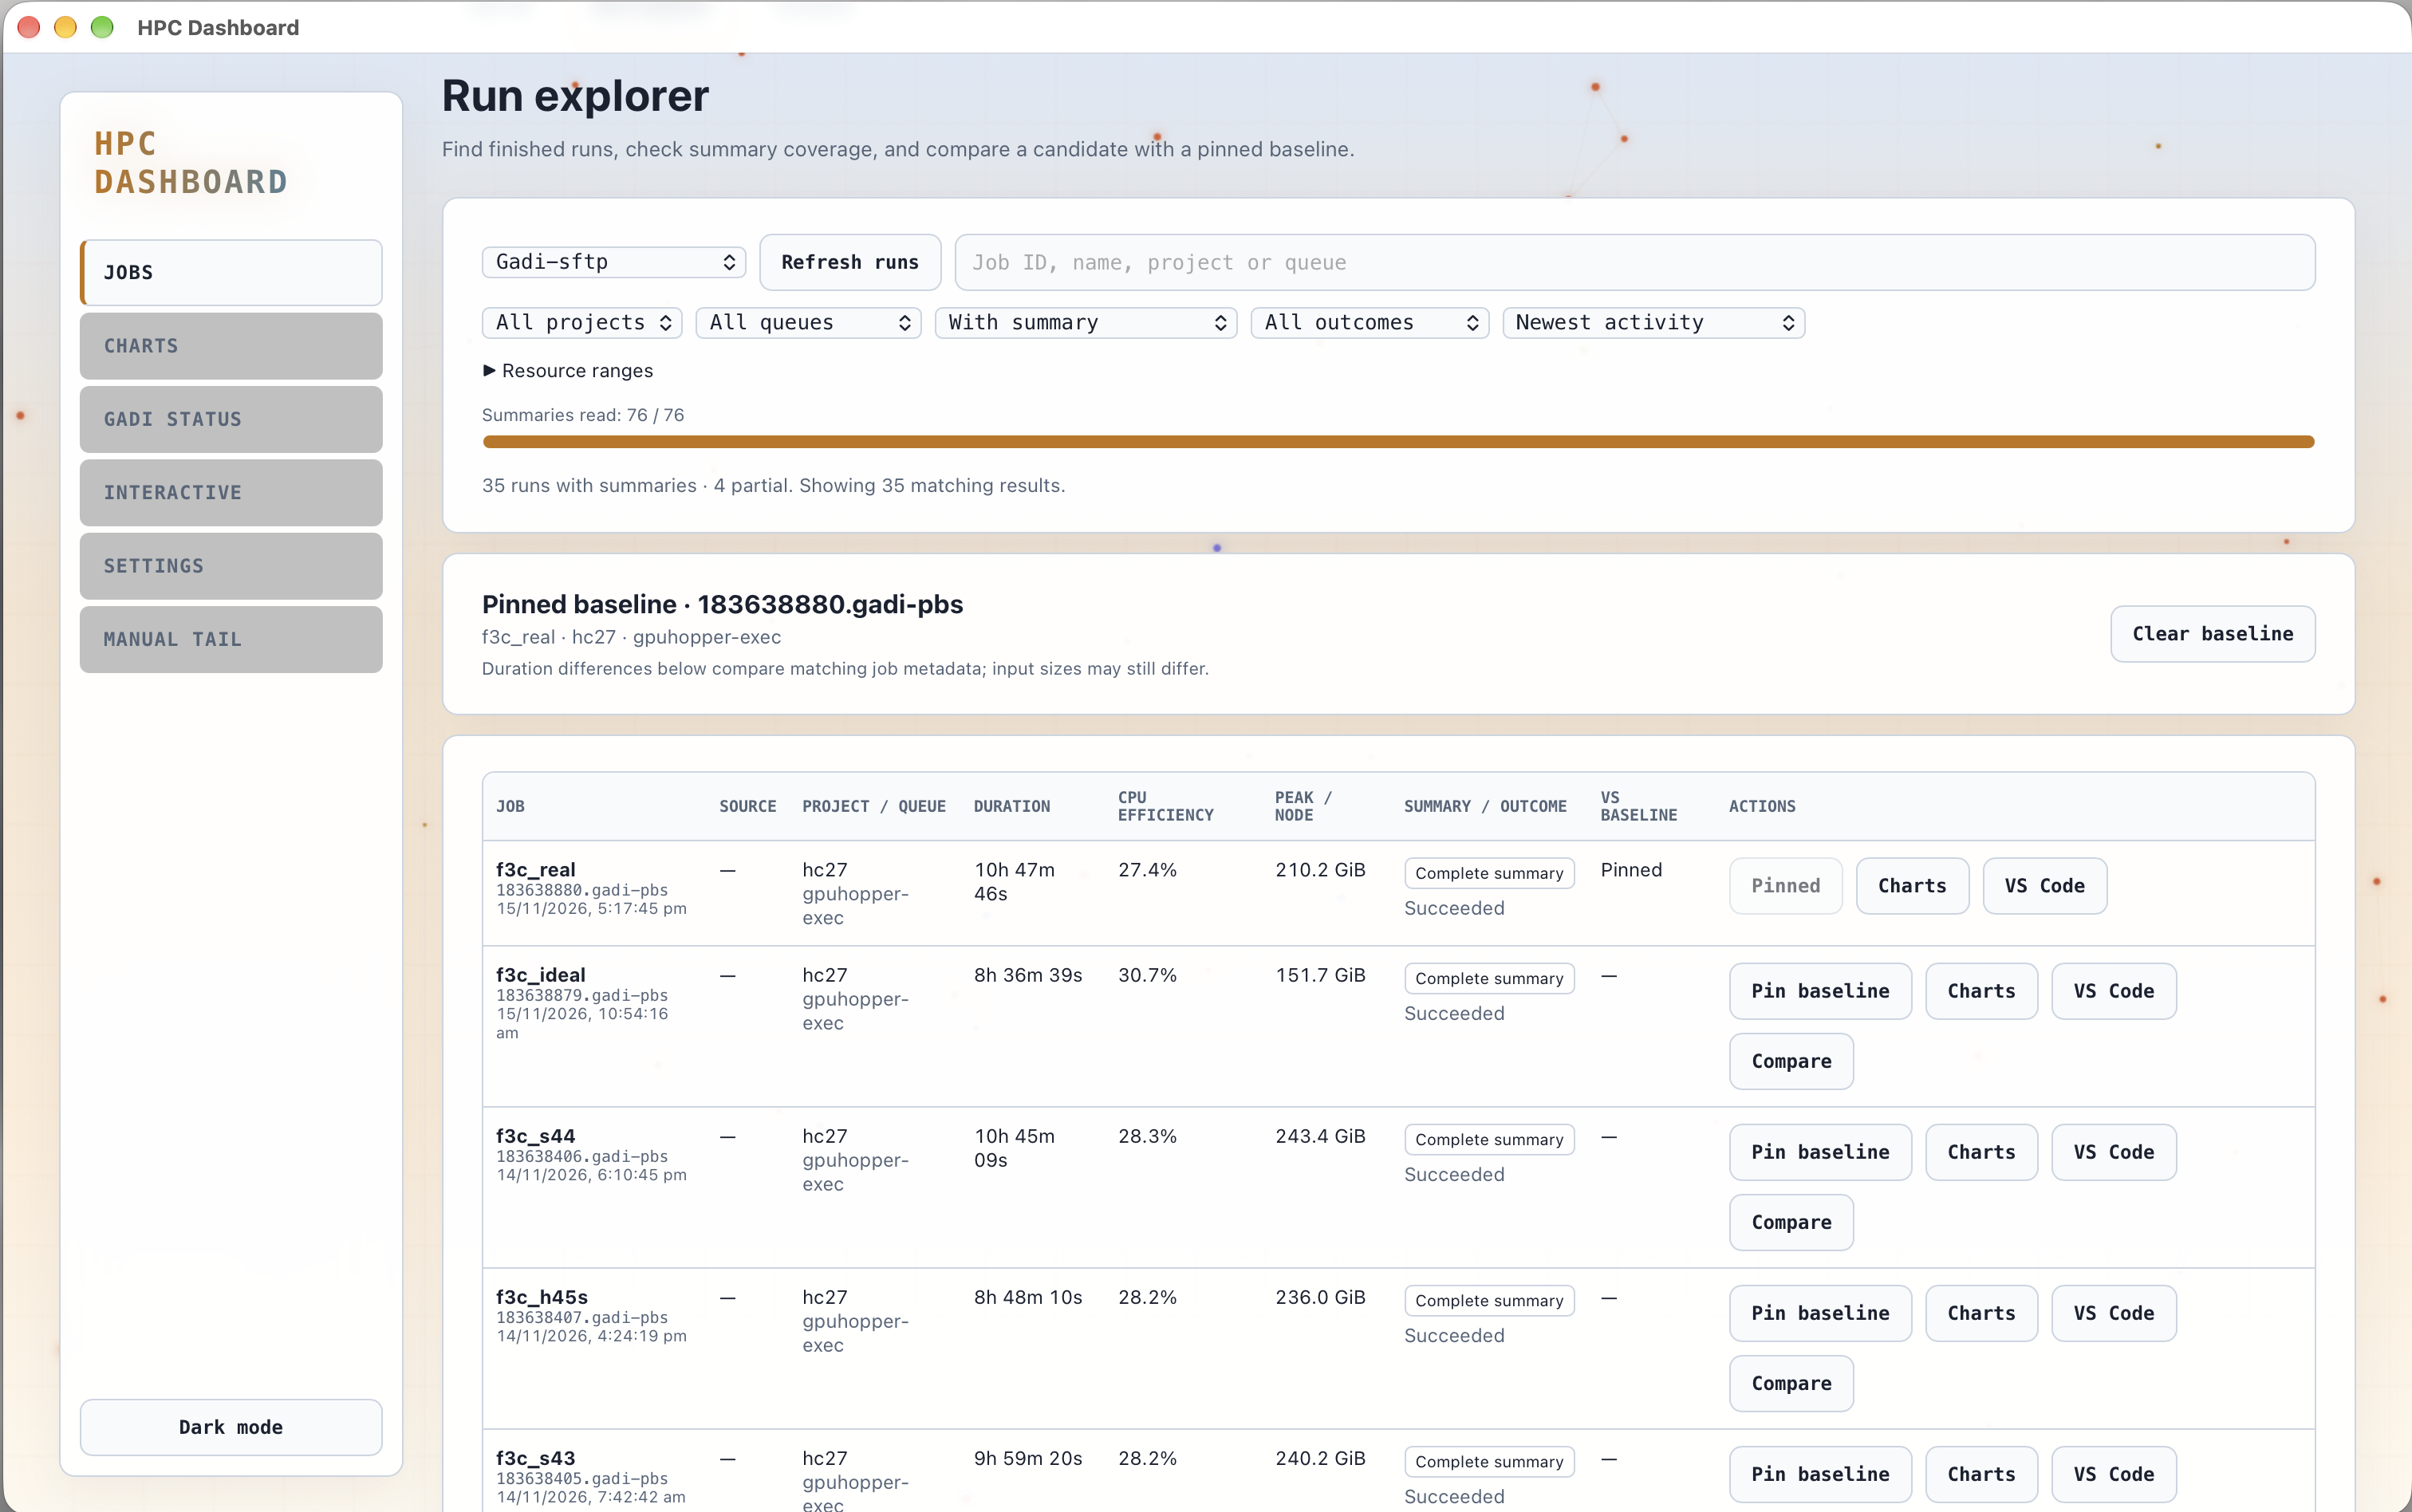 HPC Dashboard
HPC
DASHBOARD
JOBS
CHARTS
GADI STATUS
INTERACTIVE
SETTINGS
MANUAL TAIL
Dark mode
Run explorer
Find finished runs, check summary coverage, and compare a candidate with a pinned baseline.
Gadi-sftp
Refresh runs
Job ID, name, project or queue
All projects
All queues
With summary
All outcomes
Newest activity
Resource ranges
Summaries read: 76 / 76
35 runs with summaries · 4 partial. Showing 35 matching results.
Pinned baseline · 183638880.gadi-pbs
f3c_real · hc27 · gpuhopper-exec
Duration differences below compare matching job metadata; input sizes may still differ.
Clear baseline
JOB
SOURCE
PROJECT / QUEUE
DURATION
CPU
EFFICIENCY
PEAK /
NODE
SUMMARY / OUTCOME
VS
BASELINE
ACTIONS
f3c_real
183638880.gadi-pbs
15/11/2026, 5:17:45 pm
—
hc27
gpuhopper-
exec
10h 47m
46s
27.4%
210.2 GiB
Complete summary
Succeeded
Pinned
Pinned
Charts
VS Code
f3c_ideal
183638879.gadi-pbs
15/11/2026, 10:54:16
am
—
hc27
gpuhopper-
exec
8h 36m 39s
30.7%
151.7 GiB
Complete summary
Succeeded
—
Pin baseline
Charts
VS Code
Compare
f3c_s44
183638406.gadi-pbs
14/11/2026, 6:10:45 pm
—
hc27
gpuhopper-
exec
10h 45m
09s
28.3%
243.4 GiB
Complete summary
Succeeded
—
Pin baseline
Charts
VS Code
Compare
f3c_h45s
183638407.gadi-pbs
14/11/2026, 4:24:19 pm
—
hc27
gpuhopper-
exec
8h 48m 10s
28.2%
236.0 GiB
Complete summary
Succeeded
—
Pin baseline
Charts
VS Code
Compare
f3c_s43
183638405.gadi-pbs
14/11/2026, 7:42:42 am
—
hc27
gpuhopper-
exec
9h 59m 20s
28.2%
240.2 GiB
Complete summary
Succeeded
—
Pin baseline
Charts
VS Code